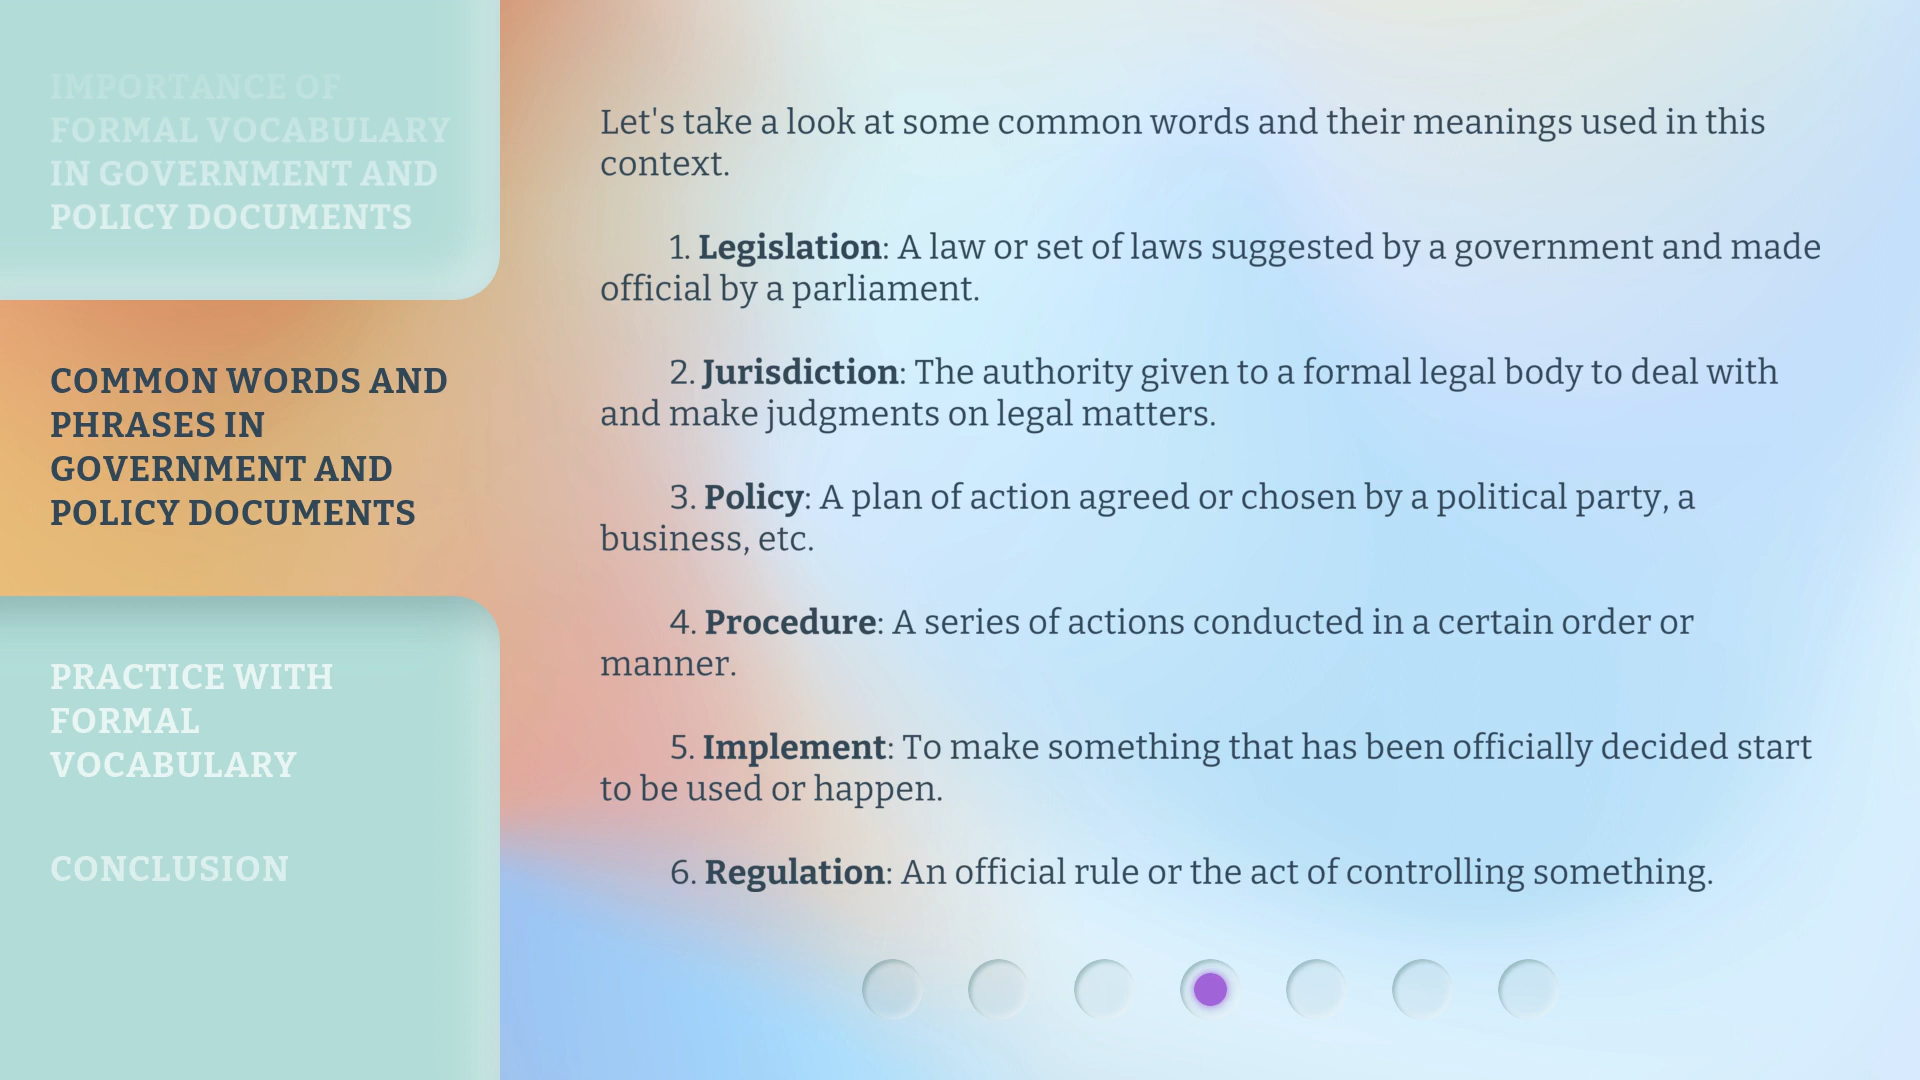 IMPORTANCE OF
FORMAL VOCABULARY
IN GOVERNMENT AND
POLICY DOCUMENTS
COMMON WORDS AND
PHRASES IN
GOVERNMENT AND
POLICY DOCUMENTS
PRACTICE WITH
FORMAL
VOCABULARY
CONCLUSION
Let's take a look at some common words and their meanings used in this
context.
1. Legislation: A law or set of laws suggested by a government and made
official by a parliament.
2. Jurisdiction: The authority given to a formal legal body to deal with
and make judgments on legal matters.
3. Policy: A plan of action agreed or chosen by a political party, a
business, etc.
4. Procedure: A series of actions conducted in a certain order or
manner.
5. Implement: To make something that has been officially decided start
to be used or happen.
6. Regulation: An official rule or the act of controlling something.